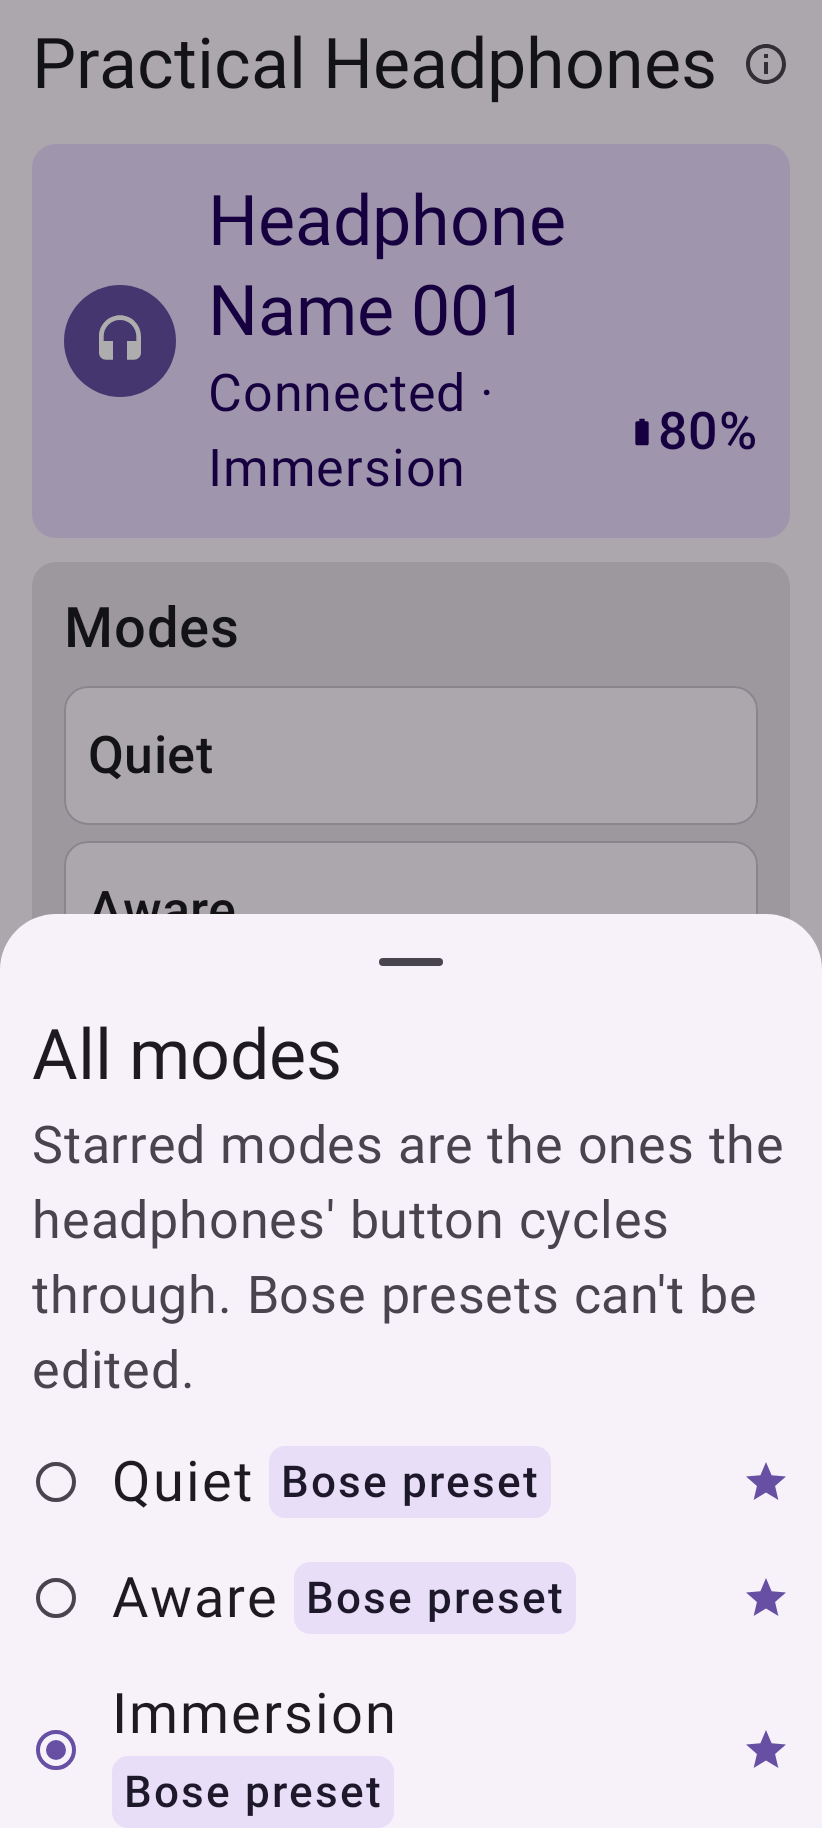 Practical Headphones
Headphone
Name 001
Connected ·
Immersion
80%
Modes
Quiet
Aware
All modes
Starred modes are the ones the
headphones' button cycles
through. Bose presets can't be
edited.
Quiet Bose preset
Aware Bose preset
Immersion
Bose preset